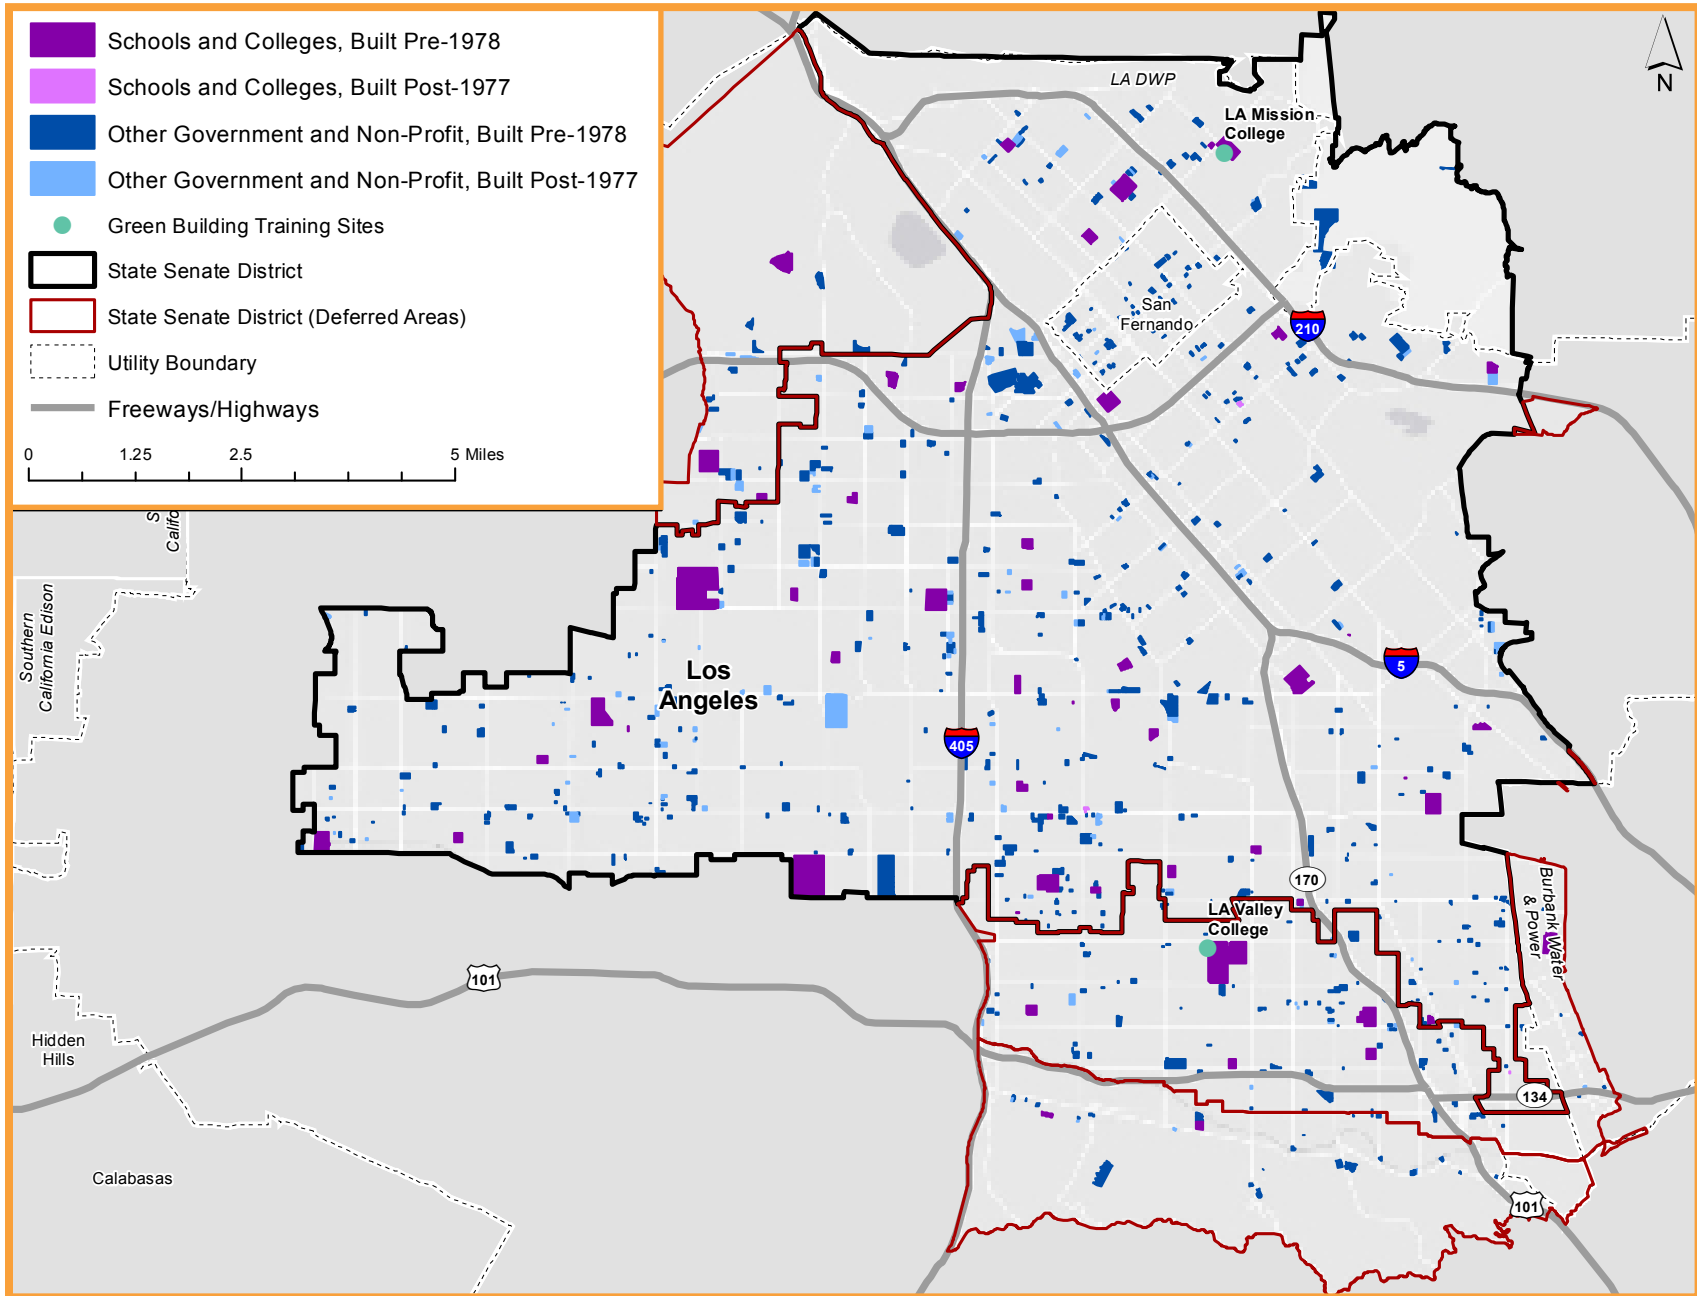 Schools and Colleges, Built Pre-1978
Schools and Colleges, Built Post-1977
Other Government and Non-Profit, Built Pre-1978
Other Government and Non-Profit, Built Post-1977
Green Building Training Sites
State Senate District
State Senate District (Deferred Areas)
Utility Boundary
Freeways/Highways
0 1.25 2.5 5 Miles
N
LA DWP
LA Mission
College
San
Fernando
210
S
Califo
Southern
California Edison
Los
Angeles
5
405
170
LA Valley
College
Burbank Water
& Power
101
Hidden
Hills
134
Calabasas
101